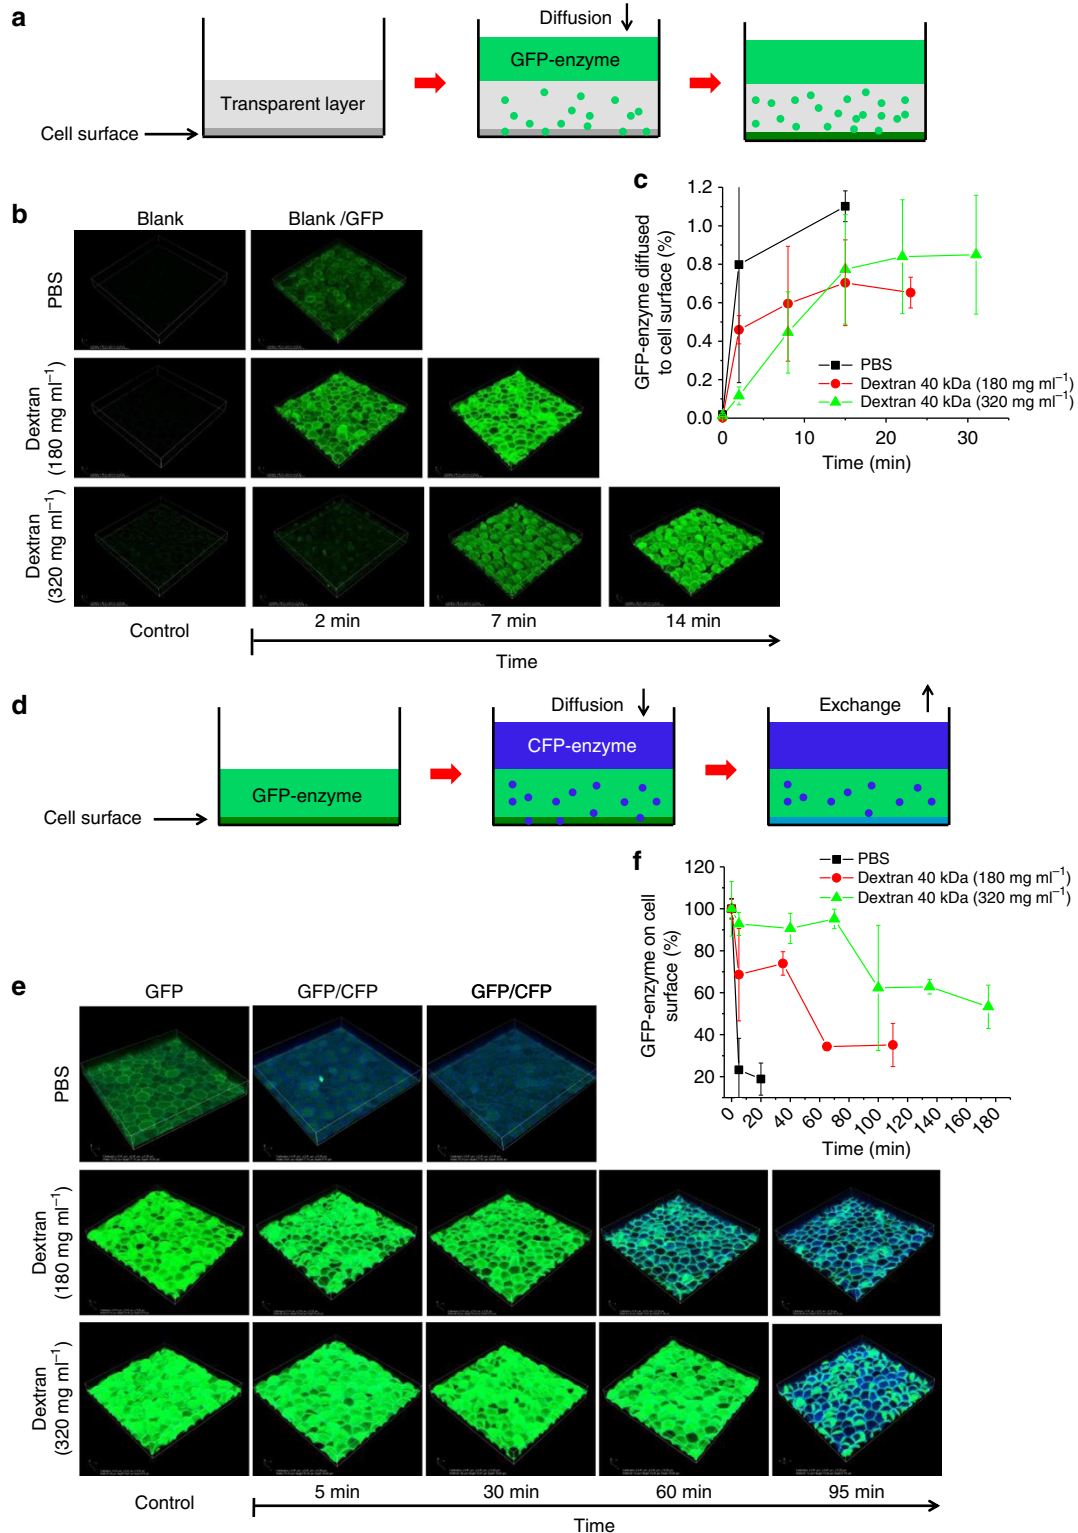 a
Diffusion
GFP-enzyme
Transparent layer
Cell surface
b
Blank
Blank /GFP
PBS
Dextran
(180 mg ml⁻¹)
Dextran
(320 mg ml⁻¹)
Control
2 min
7 min
14 min
Time
c
GFP-enzyme diffused
to cell surface (%)
1.2
1.0
0.8
0.6
0.4
0.2
0.0
PBS
Dextran 40 kDa (180 mg ml⁻¹)
Dextran 40 kDa (320 mg ml⁻¹)
0 10 20 30
Time (min)
d
Diffusion
Exchange
CFP-enzyme
GFP-enzyme
Cell surface
f
PBS
Dextran 40 kDa (180 mg ml⁻¹)
Dextran 40 kDa (320 mg ml⁻¹)
GFP-enzyme on cell
surface (%)
120
100
80
60
40
20
0 20 40 60 80 100 120 140 160 180
Time (min)
e
GFP
GFP/CFP
GFP/CFP
PBS
Dextran
(180 mg ml⁻¹)
Dextran
(320 mg ml⁻¹)
Control
5 min
30 min
60 min
95 min
Time